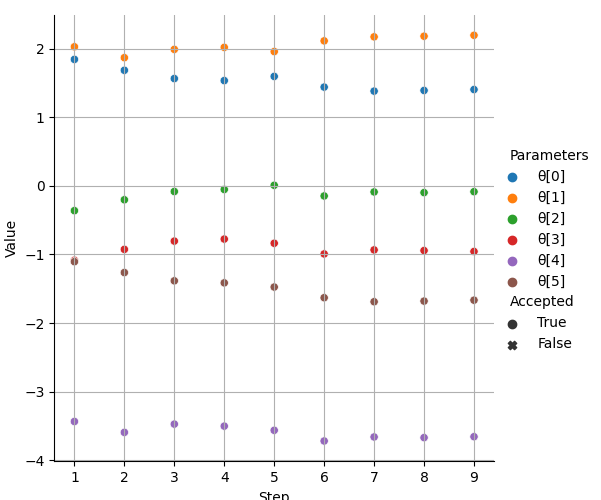 2
1
0
−1
−2
−3
−4
Value
1 2 3 4 5 6 7 8 9
Step
Parameters
θ[0]
θ[1]
θ[2]
θ[3]
θ[4]
θ[5]
Accepted
True
False